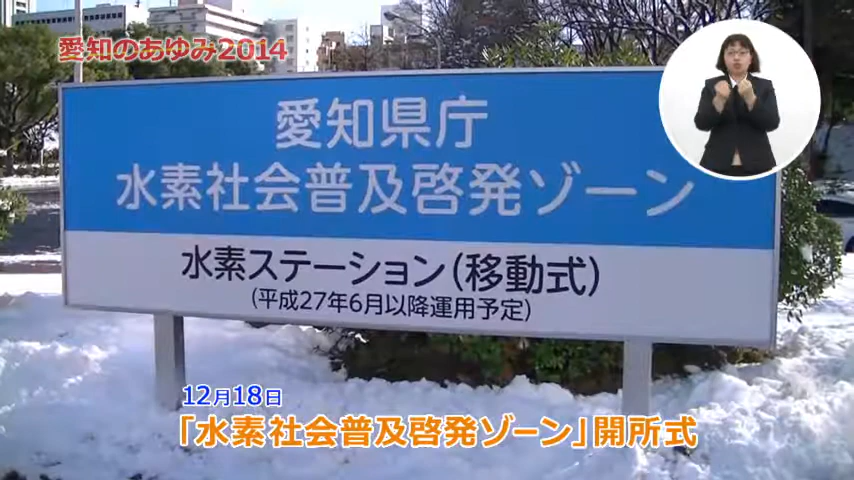 愛知のあゆみ2014
愛知県庁
水素社会普及啓発ゾーン
水素ステーション(移動式)
(平成27年6月以降運用予定)
12月18日
「水素社会普及啓発ゾーン」開所式